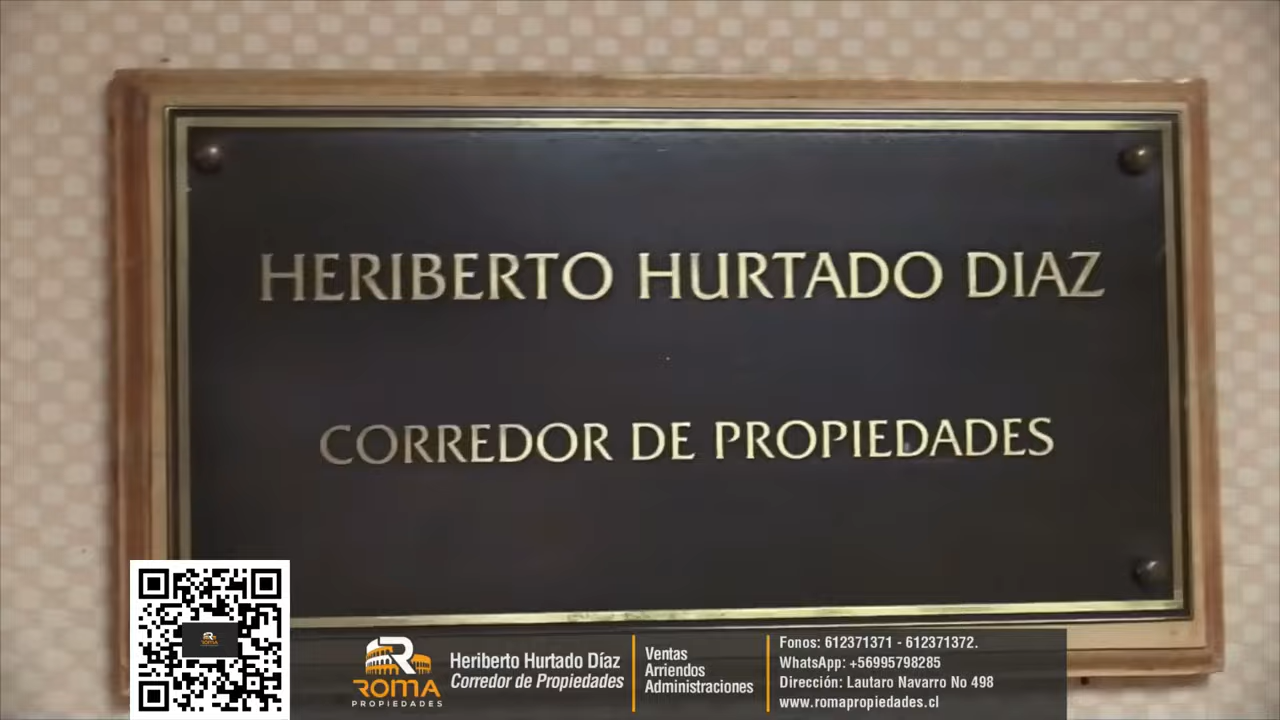 HERIBERTO HURTADO DIAZ
CORREDOR DE PROPIEDADES
ROMA
PROPIEDADES
Heriberto Hurtado Díaz
Corredor de Propiedades
Ventas
Arriendos
Administraciones
Fonos: 612371371 - 612371372.
WhatsApp: +56995798285
Dirección: Lautaro Navarro No 498
www.romapropiedades.cl